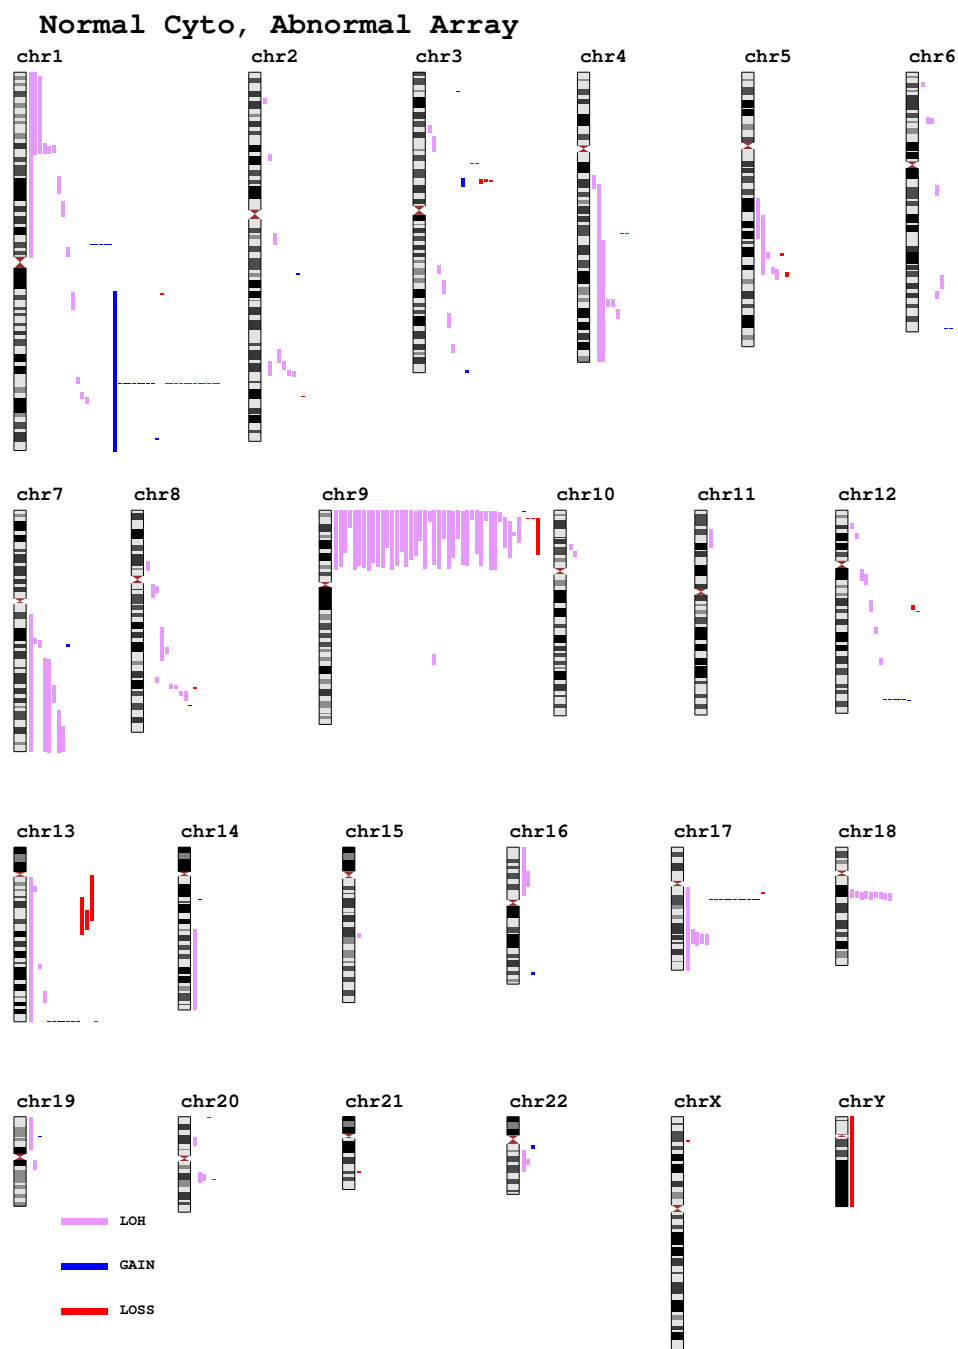 Normal Cyto, Abnormal Array
chr1 chr2 chr3 chr4 chr5 chr6
chr7 chr8 chr9 chr10 chr11 chr12
chr13 chr14 chr15 chr16 chr17 chr18
chr19 chr20 chr21 chr22 chrX chrY
LOH
GAIN
LOSS